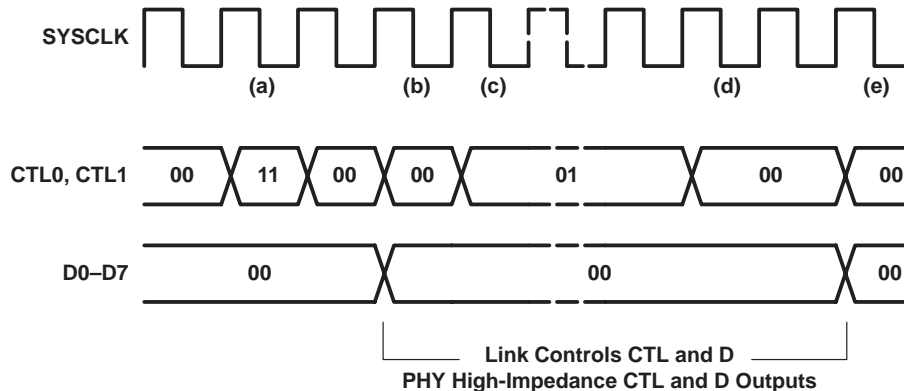 SYSCLK
(a) (b) (c) (d) (e)
CTL0, CTL1 00 11 00 00 01 00 00
D0–D7 00 00 00
Link Controls CTL and D
PHY High-Impedance CTL and D Outputs